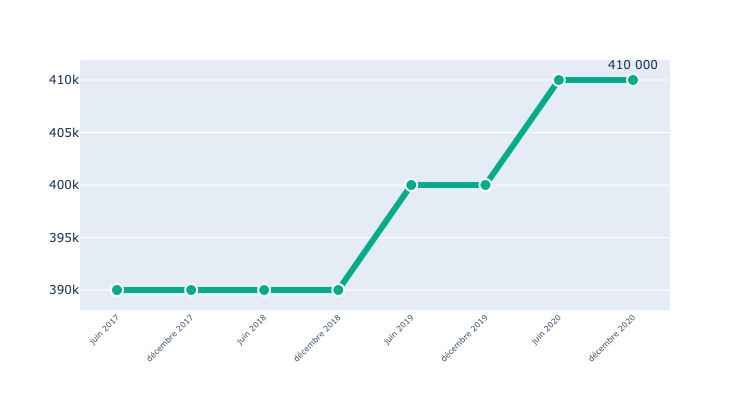 410 000
410k
405k
400k
395k
390k
juin 2017
décembre 2017
juin 2018
décembre 2018
juin 2019
décembre 2019
juin 2020
décembre 2020